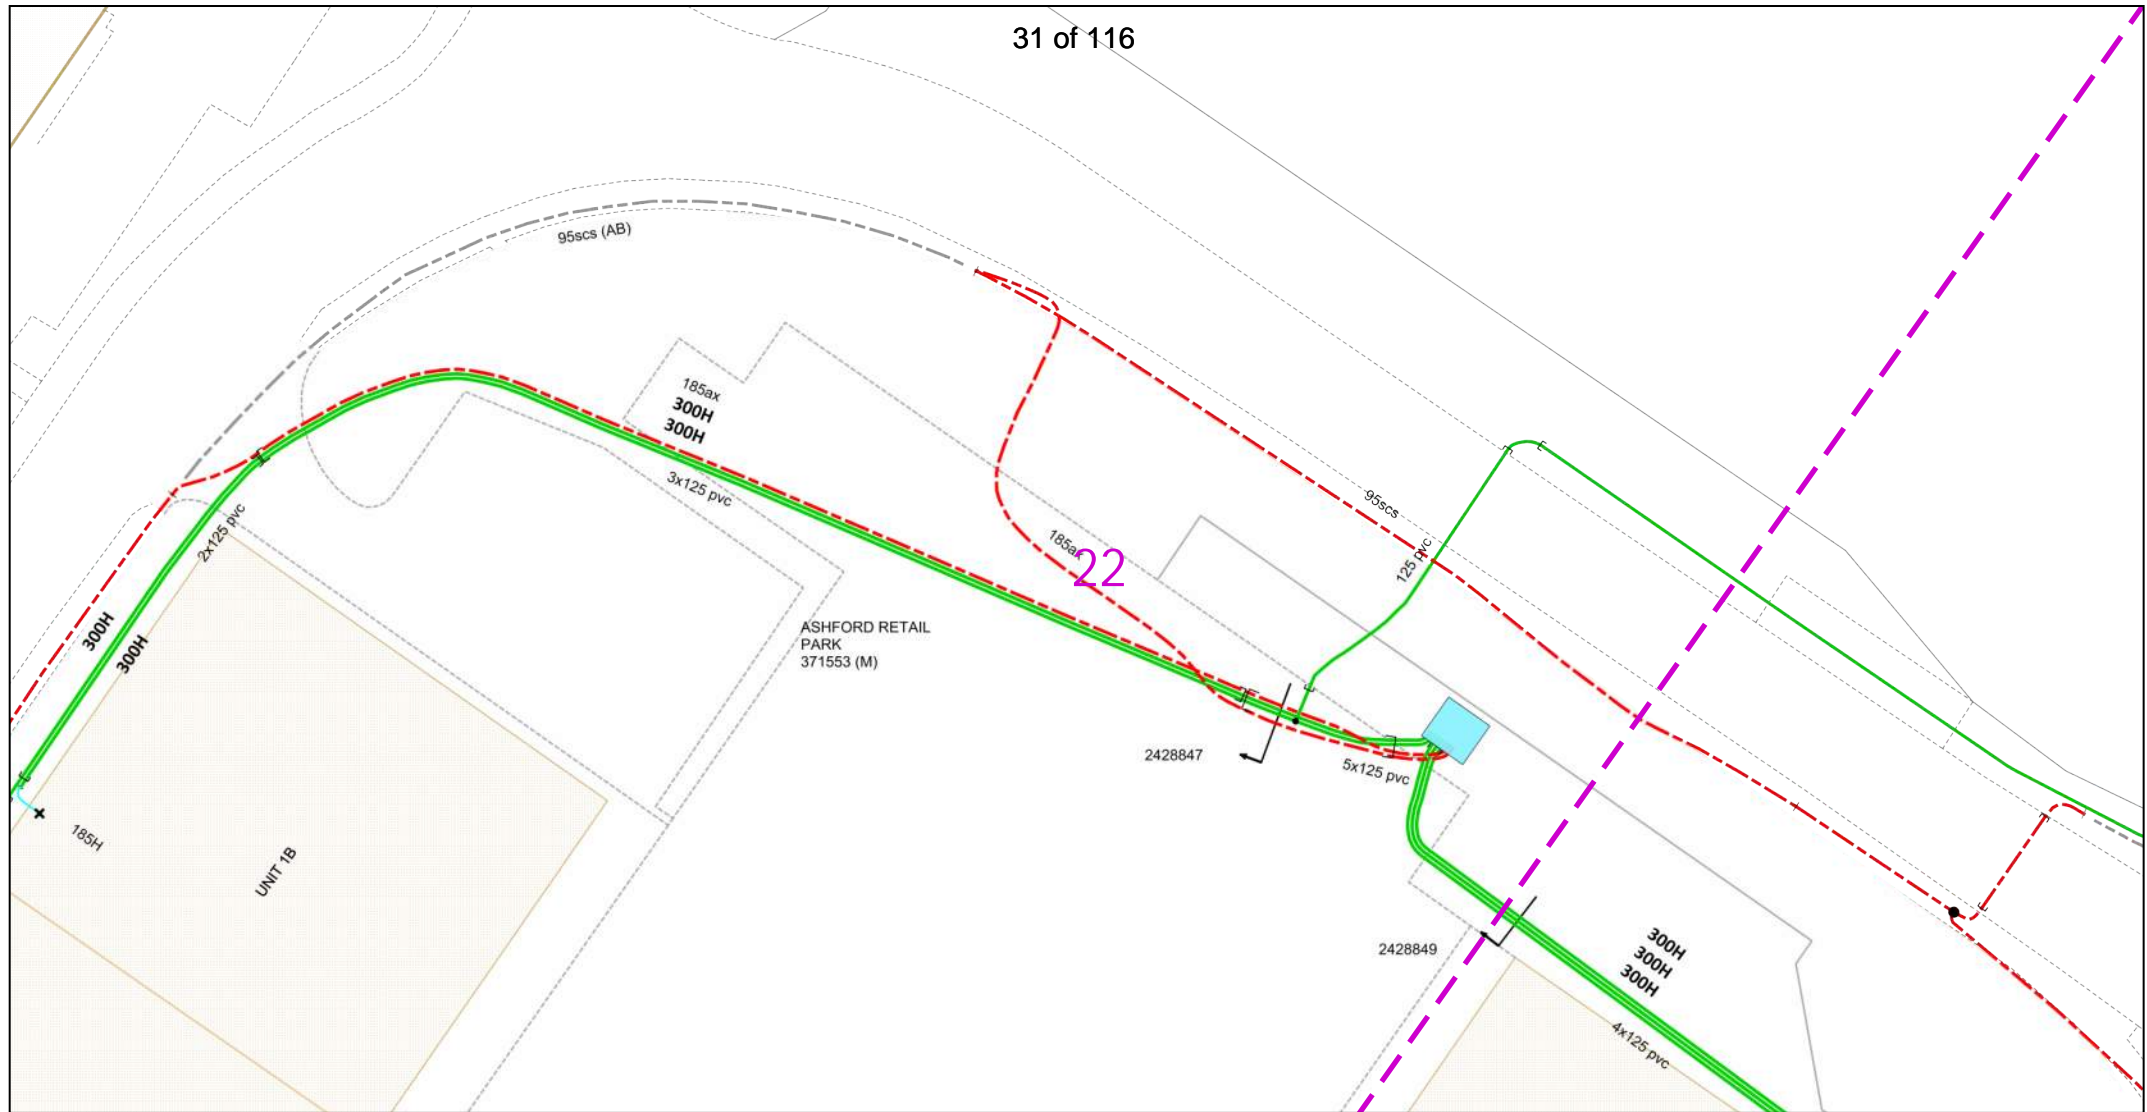 31 of 116
95scs (AB)
185ax
300H
300H
3x125 pvc
95scs
2x125 pvc
125 pvc
22
300H
300H
ASHFORD RETAIL
PARK
371553 (M)
2428847
5x125 pvc
185H
UNIT 1B
2428849
300H
300H
300H
4x125 pvc